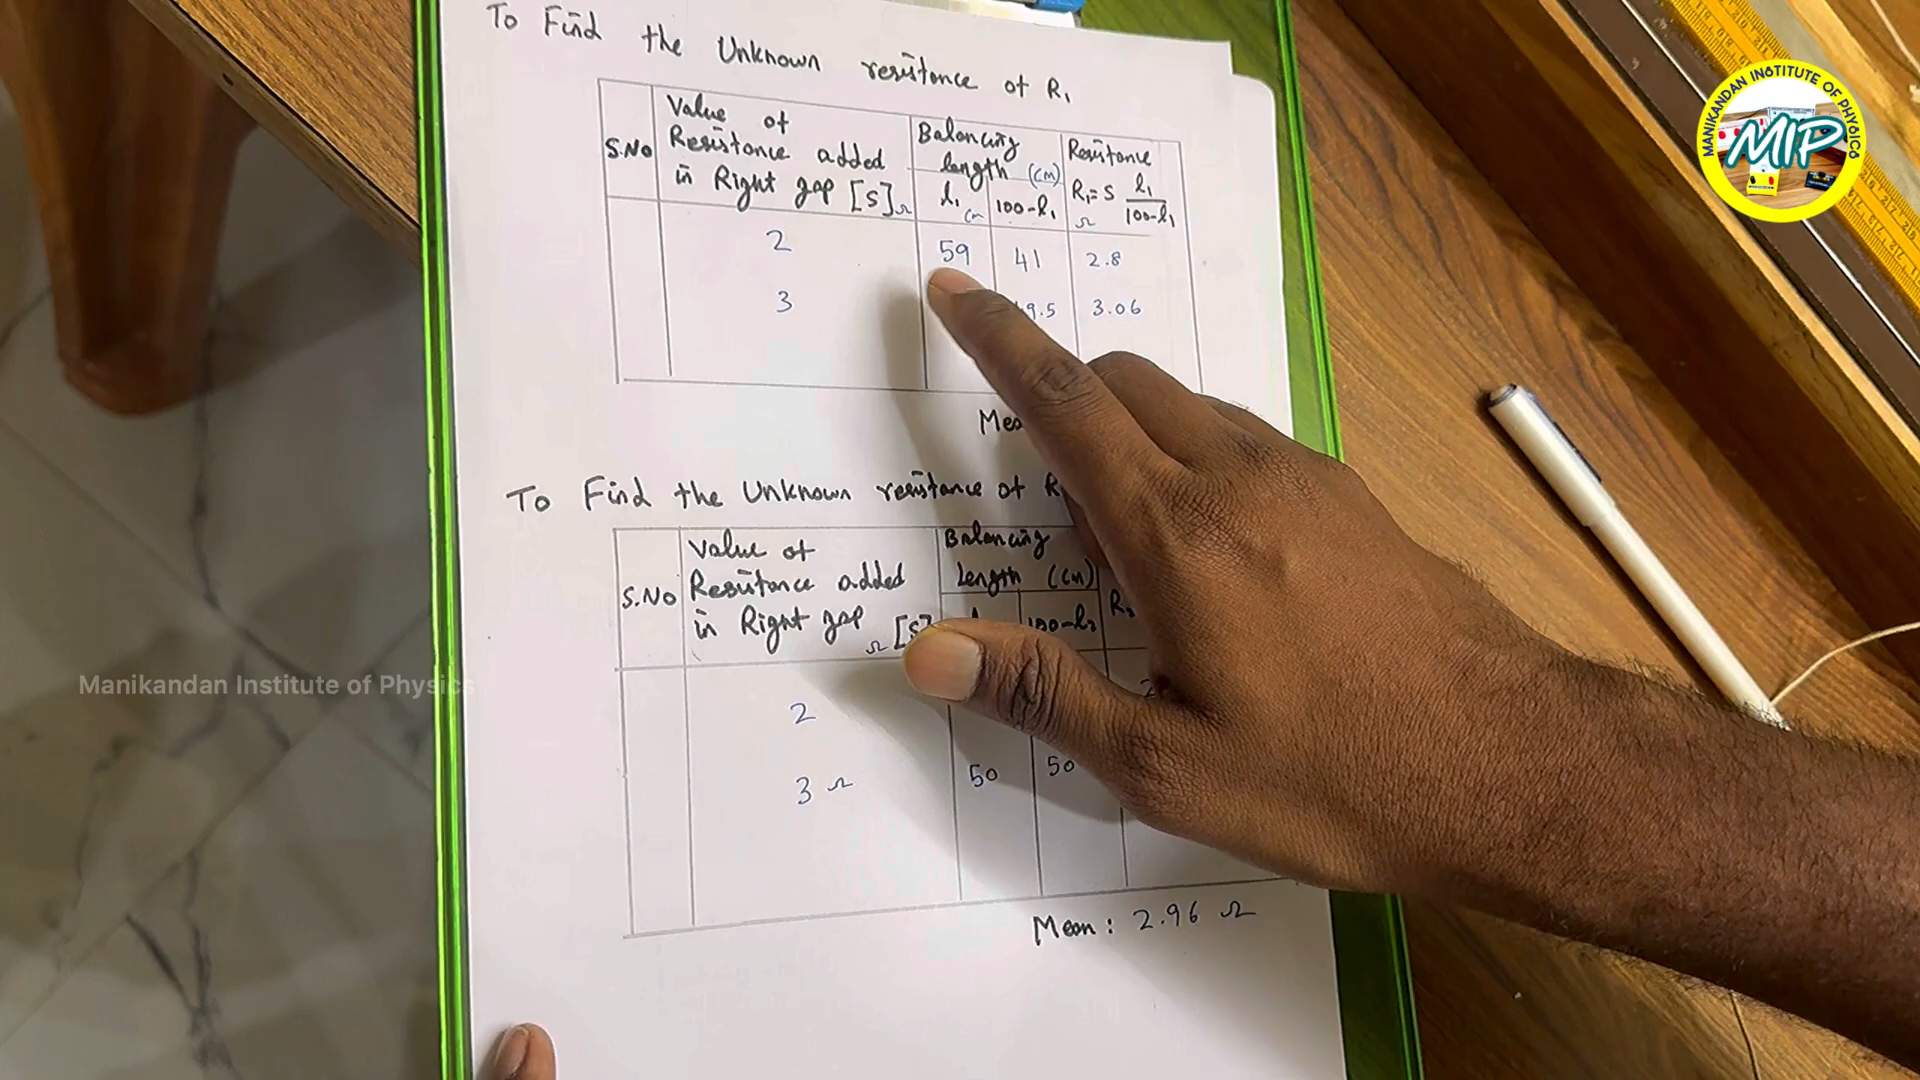 To Find the Unknown resistance of R1
S.No
Value of
Resistance added
in Right gap [S] Ω
Balancing
length (cm)
l1 cm
100-l1
Resistance
R1 = S l1/100-l1
Ω
2 59 41 2.8
3 9.5 3.06
To Find the Unknown resistance of R
S.No
Value of
Resistance added
in Right gap [S]
Ω
Balancing
Length (cm)
100-l2
2
3 Ω 50 50
Mean: 2.96 Ω
Manikandan Institute of Physics
MANIKANDAN INSTITUTE OF PHYSICS
MIP